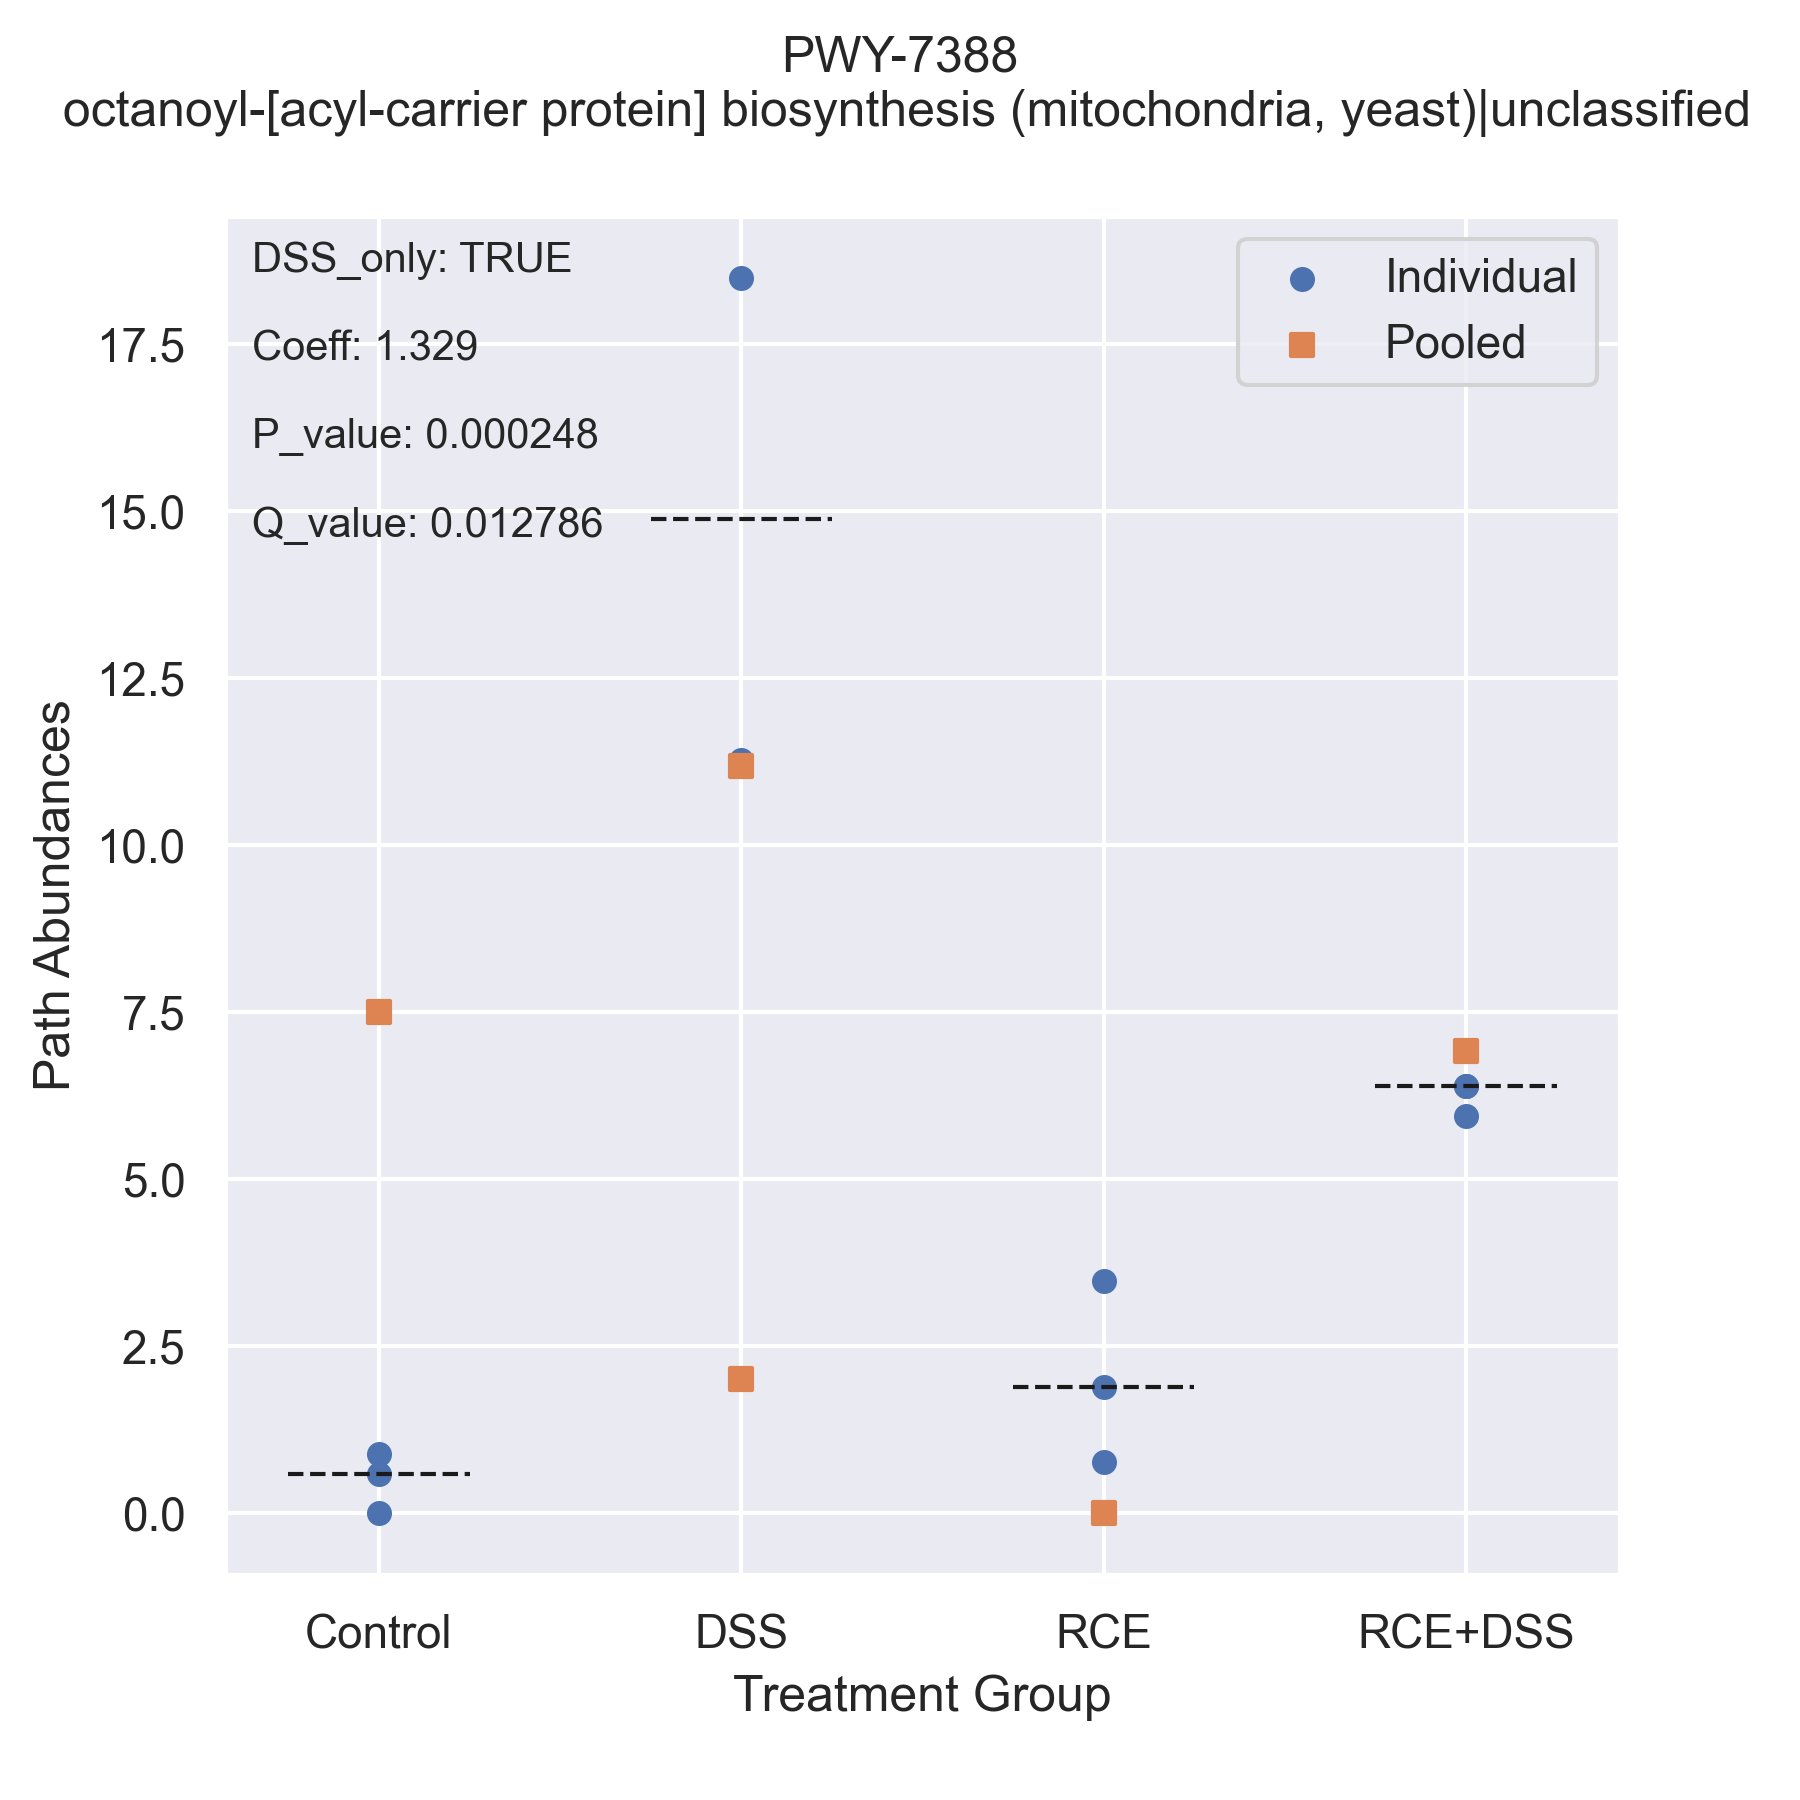 PWY-7388
octanoyl-[acyl-carrier protein] biosynthesis (mitochondria, yeast)|unclassified
DSS_only: TRUE
Coeff: 1.329
P_value: 0.000248
Q_value: 0.012786
Individual
Pooled
17.5
15.0
12.5
10.0
7.5
5.0
2.5
0.0
Path Abundances
Control DSS RCE RCE+DSS
Treatment Group